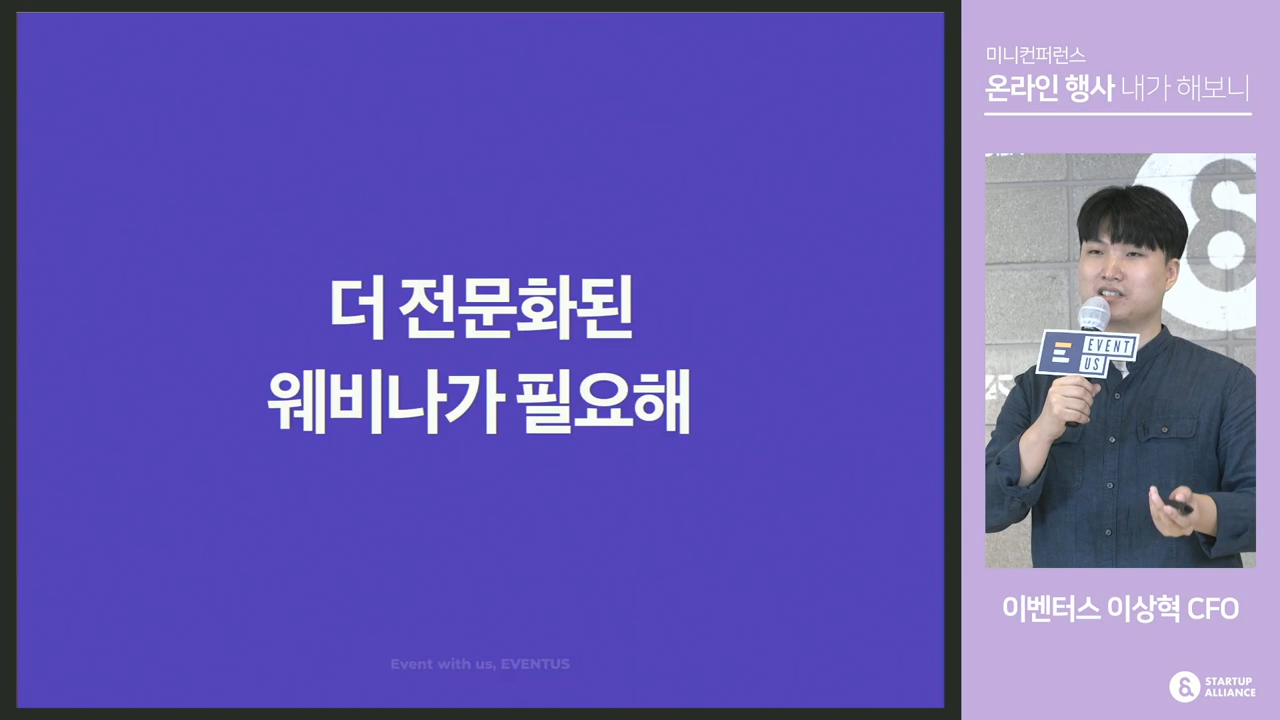 더 전문화된
웨비나가 필요해
Event with us, EVENTUS
미니컨퍼런스
온라인 행사 내가 해보니
EVENT
US
이벤터스 이상혁 CFO
STARTUP
ALLIANCE